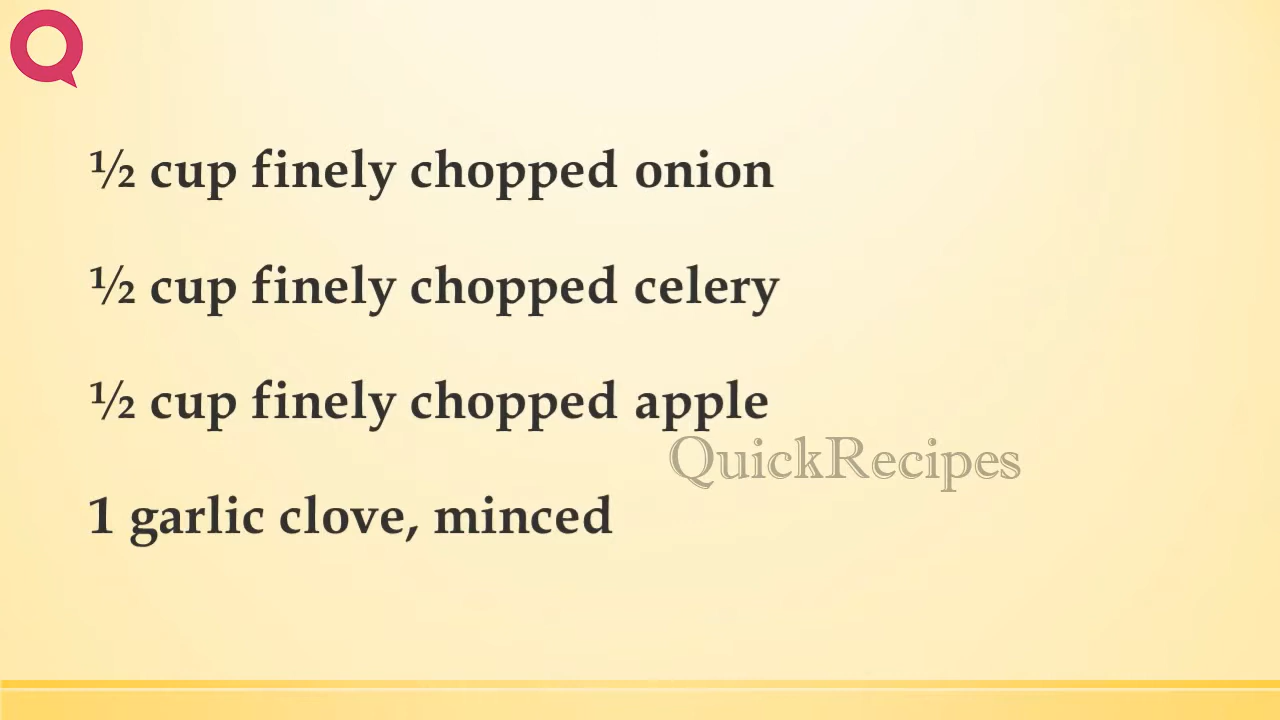 ½ cup finely chopped onion
½ cup finely chopped celery
½ cup finely chopped apple
QuickRecipes
1 garlic clove, minced